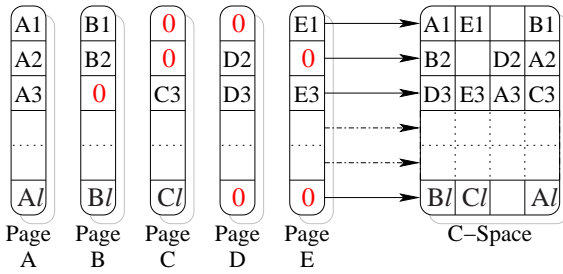 A1 B1 0 0 E1 A1 E1 B1
A2 B2 0 D2 0 B2 D2 A2
A3 0 C3 D3 E3 D3 E3 A3 C3
Al Bl Cl 0 0 Bl Cl Al
Page Page Page Page Page C–Space
A B C D E